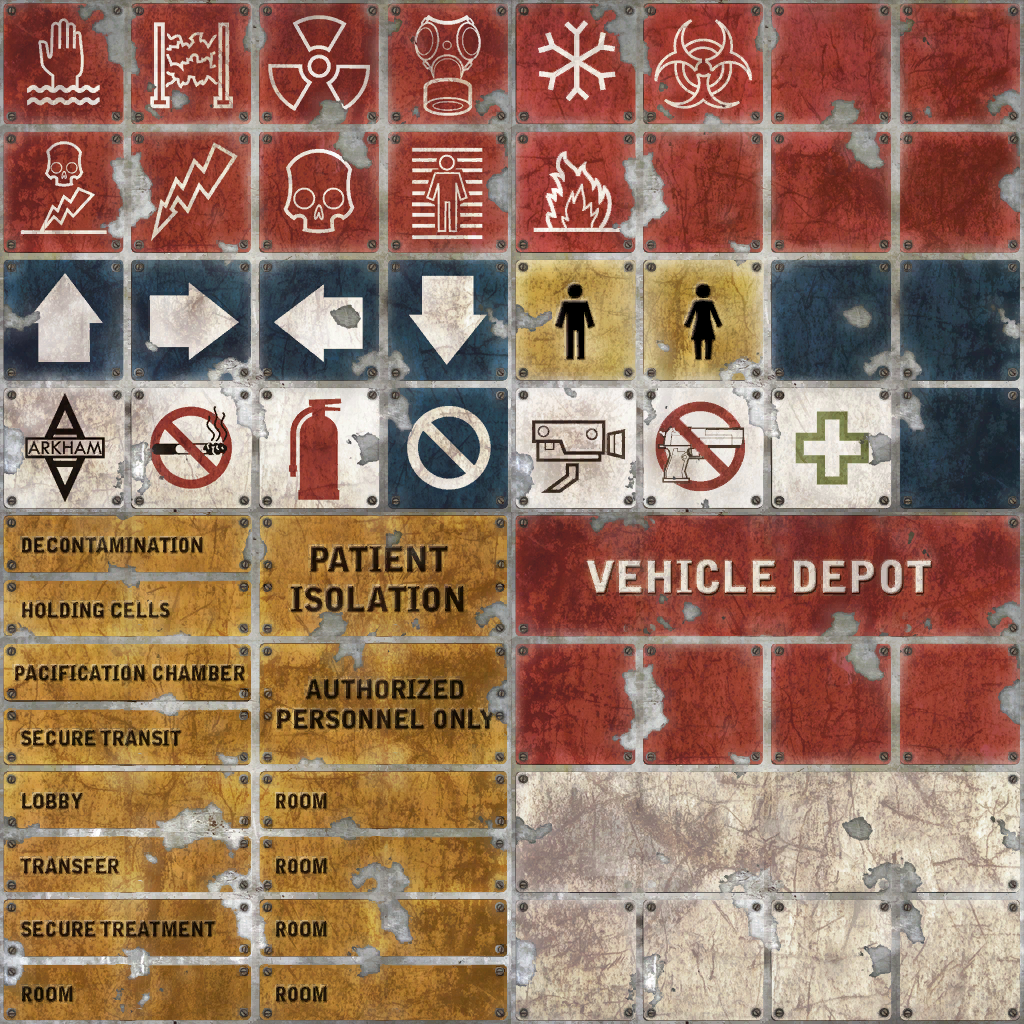 ARKHAM
DECONTAMINATION
HOLDING CELLS
PATIENT
ISOLATION
VEHICLE DEPOT
PACIFICATION CHAMBER
SECURE TRANSIT
AUTHORIZED
PERSONNEL ONLY
LOBBY
TRANSFER
SECURE TREATMENT
ROOM
ROOM
ROOM
ROOM
ROOM